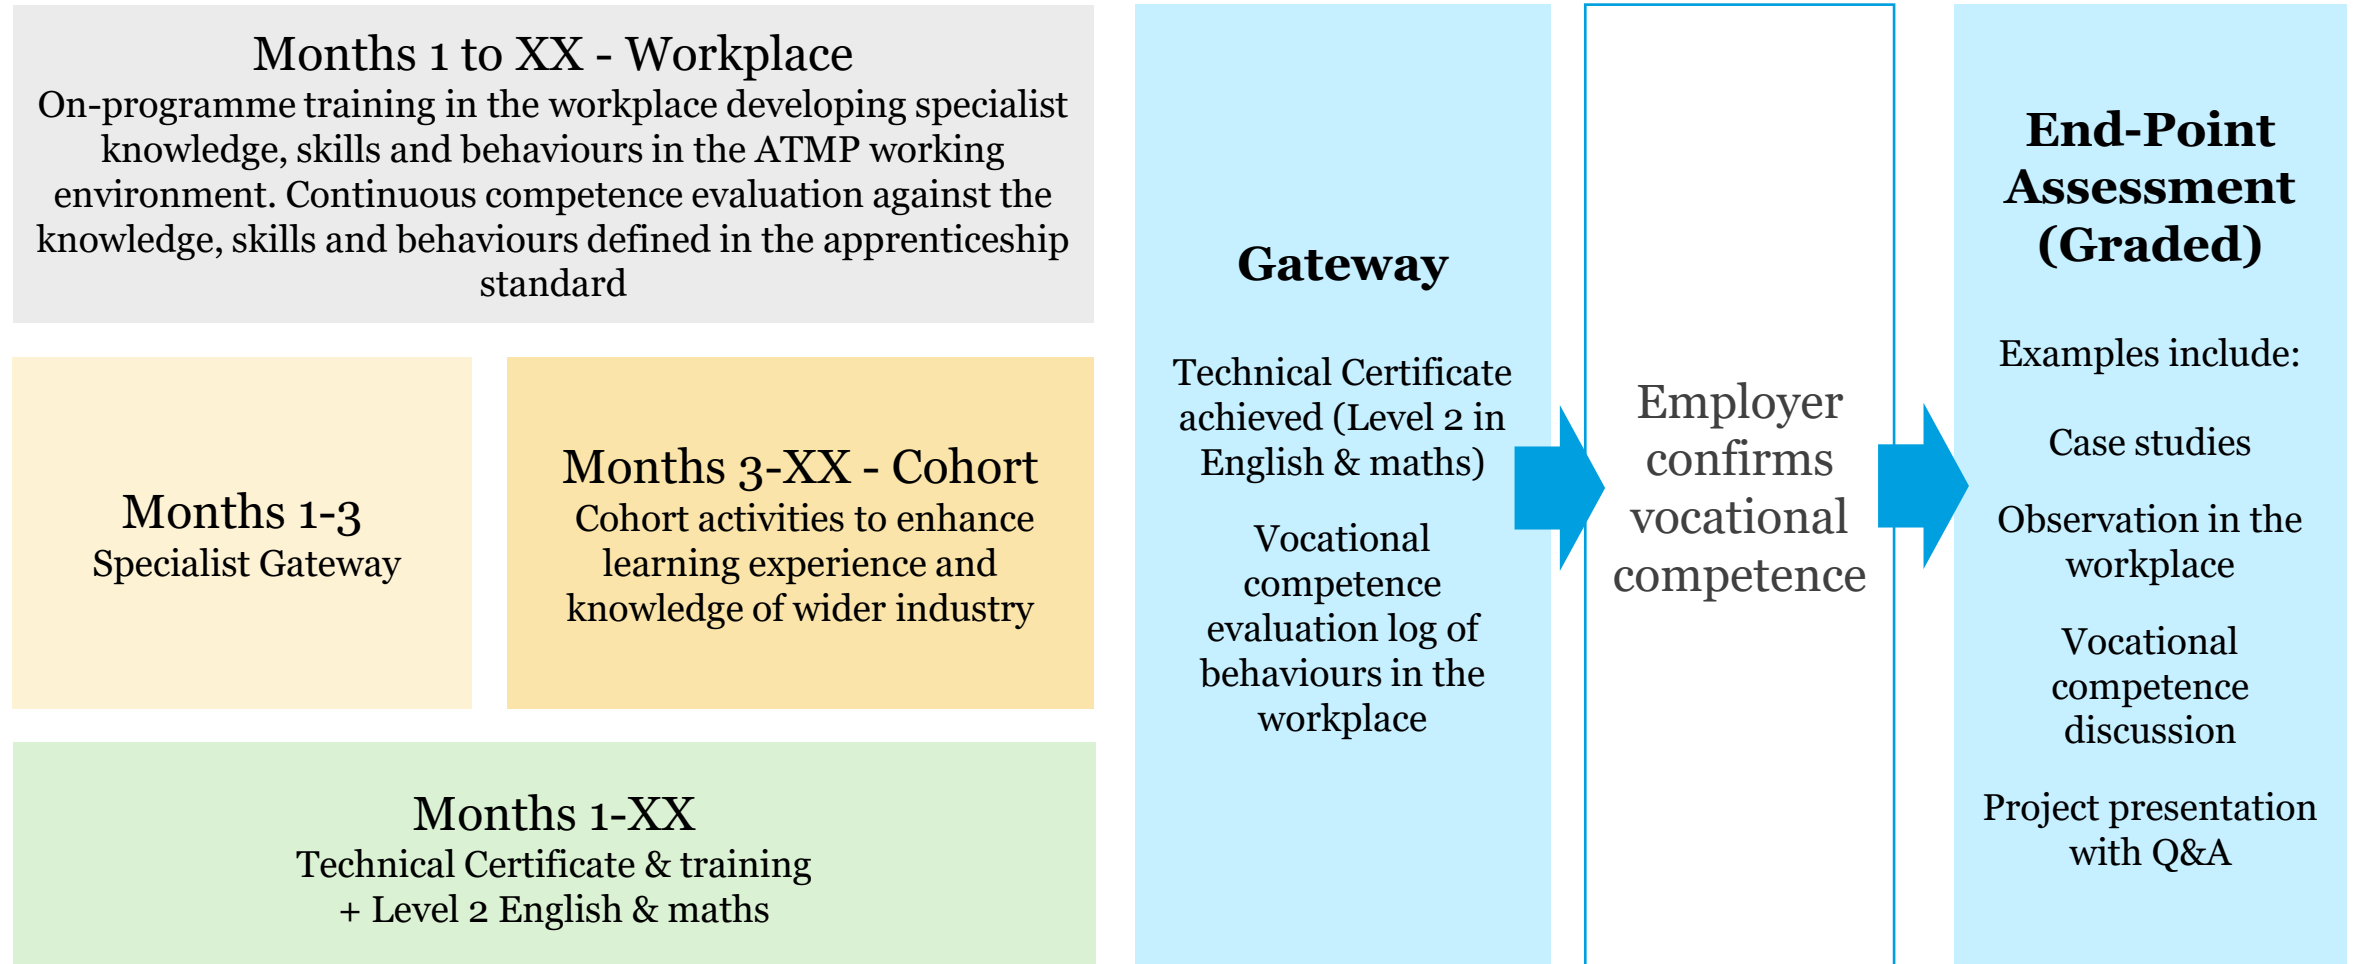 Months 1 to XX - Workplace
On-programme training in the workplace developing specialist
knowledge, skills and behaviours in the ATMP working
environment. Continuous competence evaluation against the
knowledge, skills and behaviours defined in the apprenticeship
standard
Months 1-3
Specialist Gateway
Months 3-XX - Cohort
Cohort activities to enhance
learning experience and
knowledge of wider industry
Months 1-XX
Technical Certificate & training
+ Level 2 English & maths
Gateway
Technical Certificate
achieved (Level 2 in
English & maths)
Vocational
competence
evaluation log of
behaviours in the
workplace
Employer
confirms
vocational
competence
End-Point
Assessment
(Graded)
Examples include:
Case studies
Observation in the
workplace
Vocational
competence
discussion
Project presentation
with Q&A